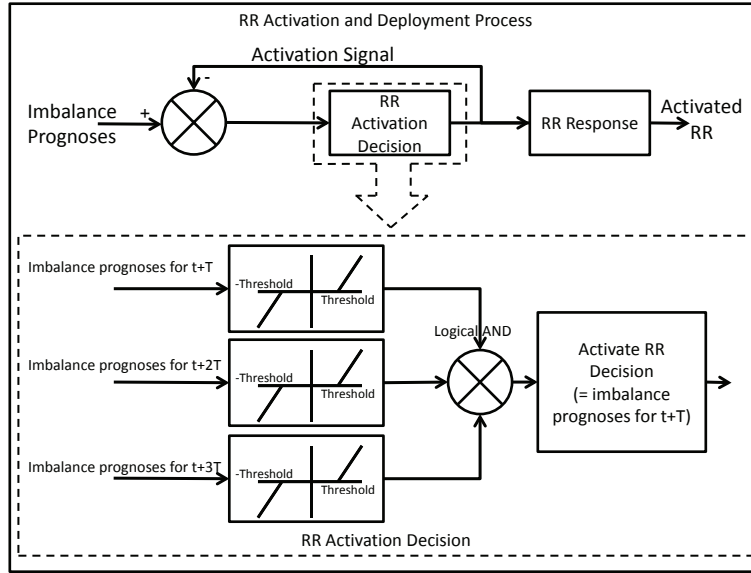 RR Activation and Deployment Process
Activation Signal
-
+
Imbalance
Prognoses
RR
Activation
Decision
RR Response
Activated
RR
Imbalance prognoses for t+T
-Threshold
Threshold
Logical AND
Imbalance prognoses for t+2T
-Threshold
Threshold
Activate RR
Decision
(= imbalance
prognoses for t+T)
Imbalance prognoses for t+3T
-Threshold
Threshold
RR Activation Decision